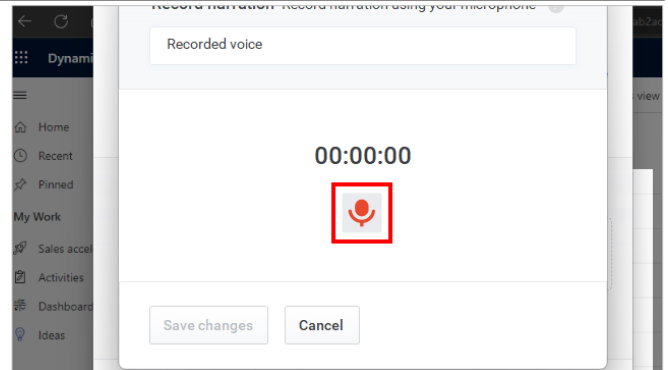 Record narration Record narration using your microphone
ab2ac
Recorded voice
Dynami
view
Home
Recent
Pinned
My Work
Sales accel
Activities
Dashboard
Ideas
00:00:00
Save changes
Cancel